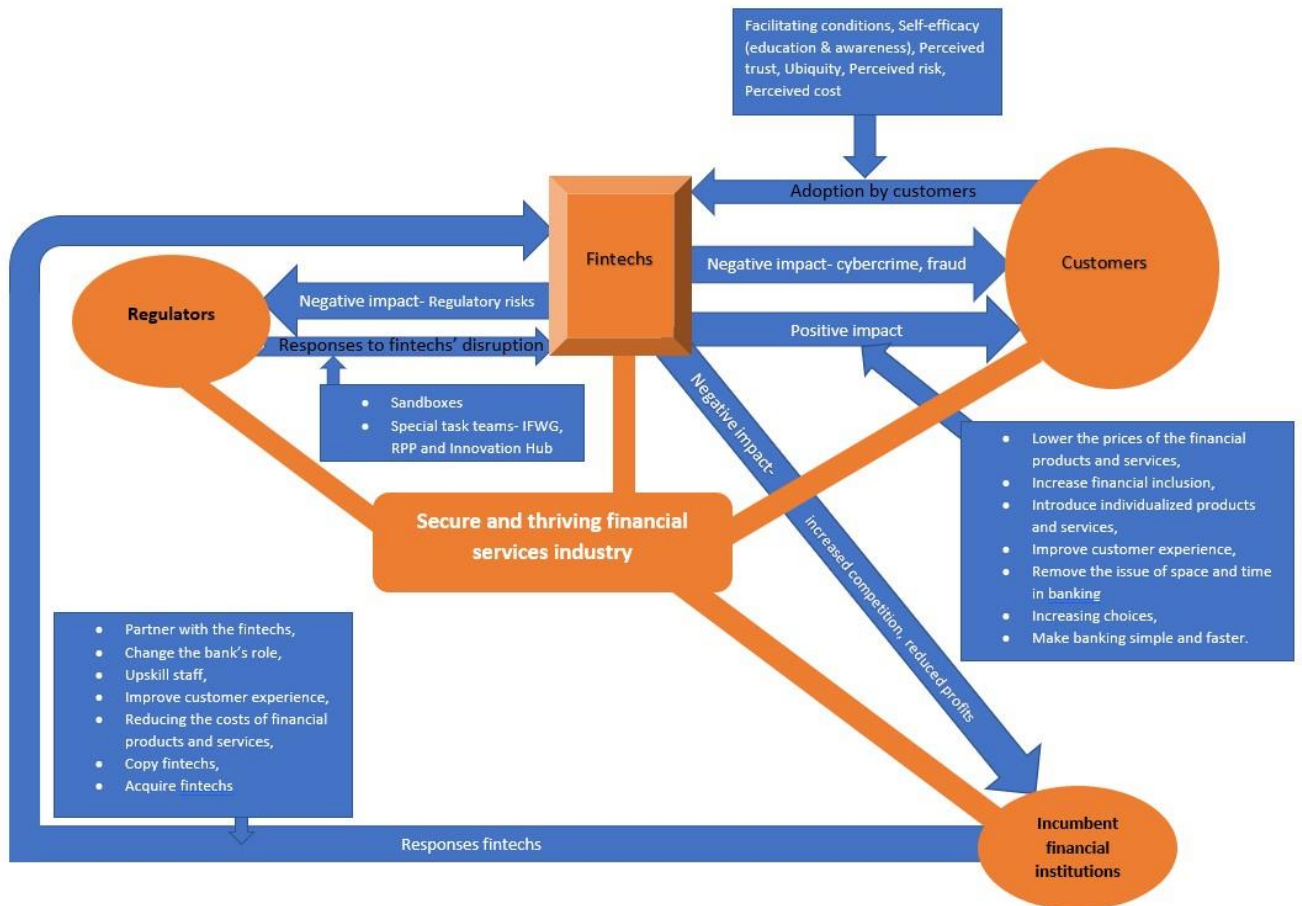 Facilitating conditions, Self-efficacy
(education & awareness), Perceived
trust, Ubiquity, Perceived risk,
Perceived cost
Adoption by customers
Fintechs
Customers
Negative impact- cybercrime, fraud
Regulators
Negative impact- Regulatory risks
Positive impact
Responses to fintechs' disruption
• Sandboxes
• Special task teams- IFWG,
RPP and Innovation Hub
Negative impact-
increased competition, reduced profits
• Lower the prices of the financial
products and services,
• Increase financial inclusion,
• Introduce individualized products
and services,
• Improve customer experience,
• Remove the issue of space and time
in banking
• Increasing choices,
• Make banking simple and faster.
Secure and thriving financial
services industry
• Partner with the fintechs,
• Change the bank's role,
• Upskill staff,
• Improve customer experience,
• Reducing the costs of financial
products and services,
• Copy fintechs,
• Acquire fintechs
Responses fintechs
Incumbent
financial
institutions